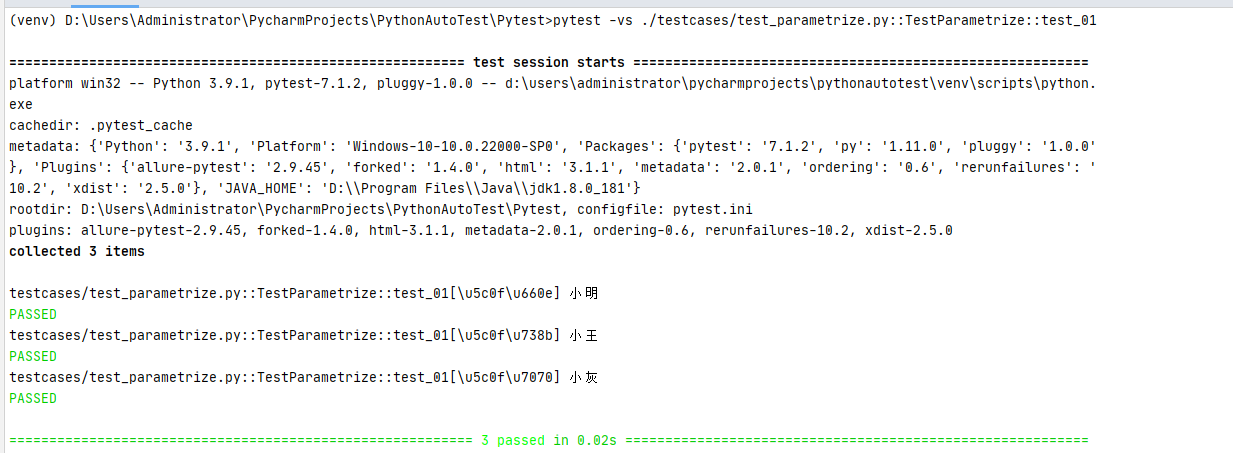 (venv) D:\Users\Administrator\PycharmProjects\PythonAutoTest\Pytest>pytest -vs ./testcases/test_parametrize.py::TestParametrize::test_01
========================================================= test session starts =========================================================
platform win32 -- Python 3.9.1, pytest-7.1.2, pluggy-1.0.0 -- d:\users\administrator\pycharmprojects\pythonautotest\venv\scripts\python.
exe
cachedir: .pytest_cache
metadata: {'Python': '3.9.1', 'Platform': 'Windows-10-10.0.22000-SP0', 'Packages': {'pytest': '7.1.2', 'py': '1.11.0', 'pluggy': '1.0.0'
}, 'Plugins': {'allure-pytest': '2.9.45', 'forked': '1.4.0', 'html': '3.1.1', 'metadata': '2.0.1', 'ordering': '0.6', 'rerunfailures': '
10.2', 'xdist': '2.5.0'}, 'JAVA_HOME': 'D:\\Program Files\\Java\\jdk1.8.0_181'}
rootdir: D:\Users\Administrator\PycharmProjects\PythonAutoTest\Pytest, configfile: pytest.ini
plugins: allure-pytest-2.9.45, forked-1.4.0, html-3.1.1, metadata-2.0.1, ordering-0.6, rerunfailures-10.2, xdist-2.5.0
collected 3 items
testcases/test_parametrize.py::TestParametrize::test_01[\u5c0f\u660e] 小明
PASSED
testcases/test_parametrize.py::TestParametrize::test_01[\u5c0f\u738b] 小王
PASSED
testcases/test_parametrize.py::TestParametrize::test_01[\u5c0f\u7070] 小灰
PASSED
========================================================== 3 passed in 0.02s ==========================================================